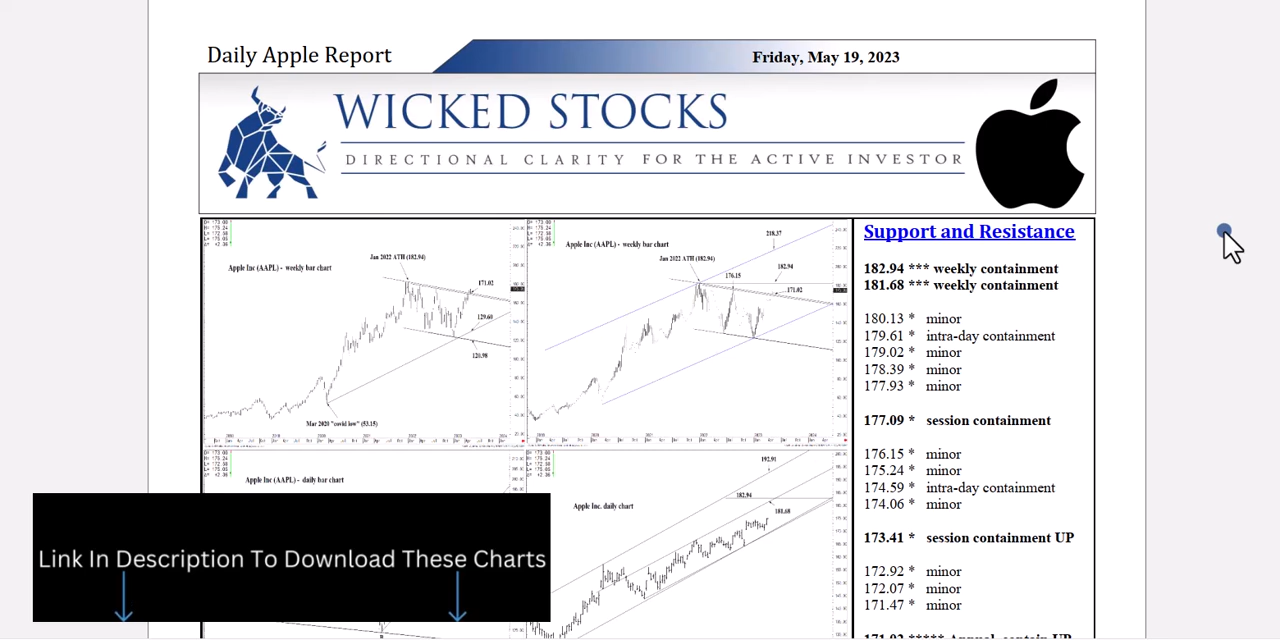 Daily Apple Report
Friday, May 19, 2023
WICKED STOCKS
DIRECTIONAL CLARITY FOR THE ACTIVE INVESTOR
Apple Inc (AAPL) - weekly bar chart
Jan 2022 ATH (182.94)
171.02
129.60
120.98
Mar 2020 "covid low" (53.15)
Apple Inc (AAPL) - weekly bar chart
218.37
Jan 2022 ATH (182.94)
176.15
182.94
171.02
Apple Inc (AAPL) - daily bar chart
Apple Inc. daily chart
192.91
182.94
181.68
Support and Resistance
182.94 *** weekly containment
181.68 *** weekly containment
180.13 * minor
179.61 * intra-day containment
179.02 * minor
178.39 * minor
177.93 * minor
177.09 * session containment
176.15 * minor
175.24 * minor
174.59 * intra-day containment
174.06 * minor
173.41 * session containment UP
172.92 * minor
172.07 * minor
171.47 * minor
Link In Description To Download These Charts